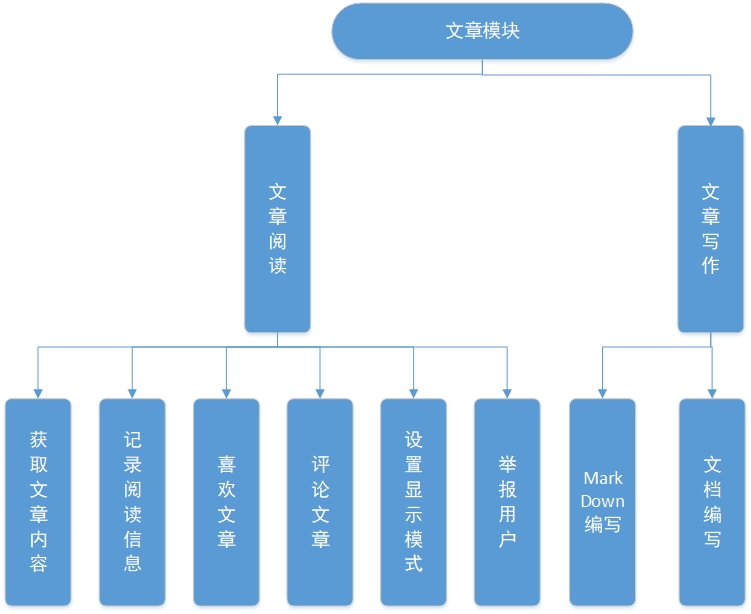 文章模块
文章阅读
文章写作
获取文章内容
记录阅读信息
喜欢文章
评论文章
设置显示模式
举报用户
Mark
Down
编写
文档编写